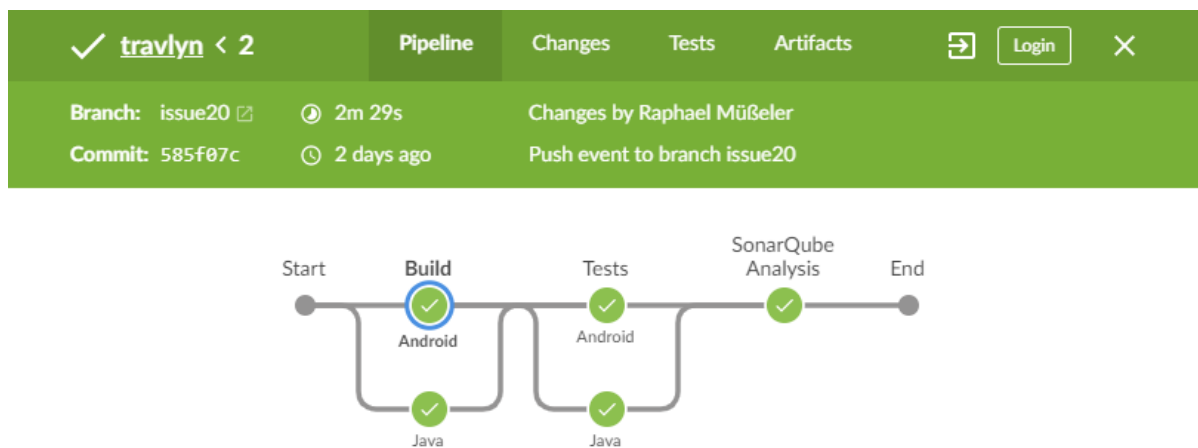 travlyn < 2 Pipeline Changes Tests Artifacts Login
Branch: issue20 2m 29s Changes by Raphael Müßeler
Commit: 585f07c 2 days ago Push event to branch issue20
SonarQube
Start Build Tests Analysis End
Android Android
Java Java